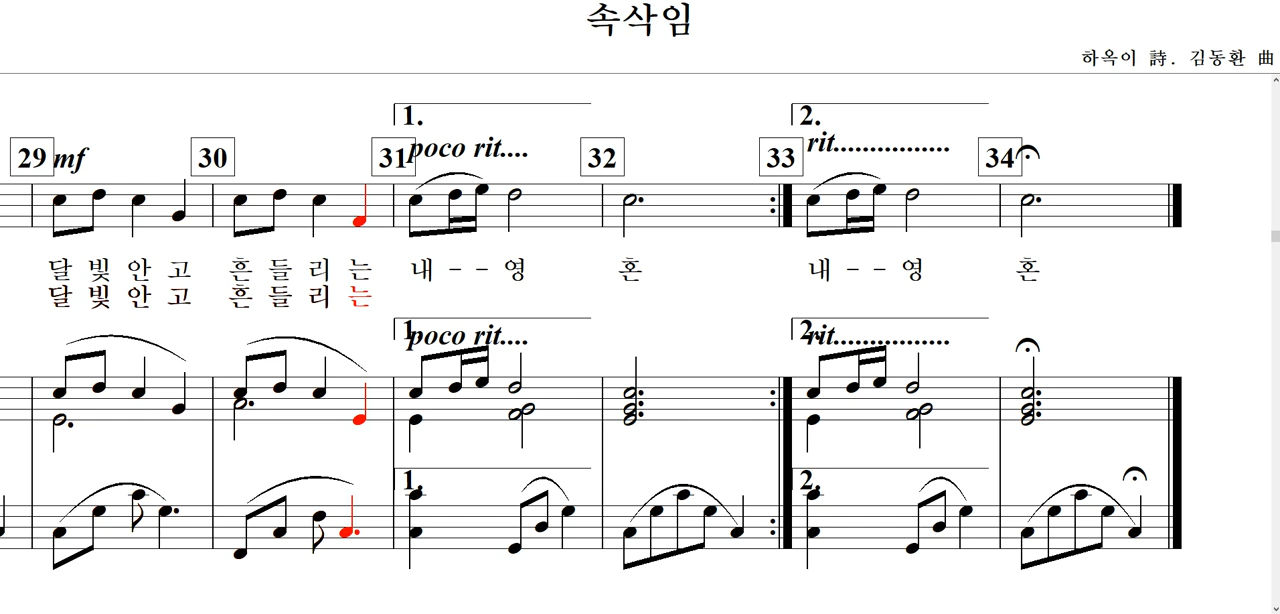 속삭임
하옥이 詩. 김동환 曲
1. 2.
29 mf 30 31 poco rit.... 32 33 rit............... 34
달 빛 안 고 흔 들 리 는 내 - - 영 혼 내 - - 영 혼
달 빛 안 고 흔 들 리 는
1. poco rit.... 2. rit...............
1. 2.